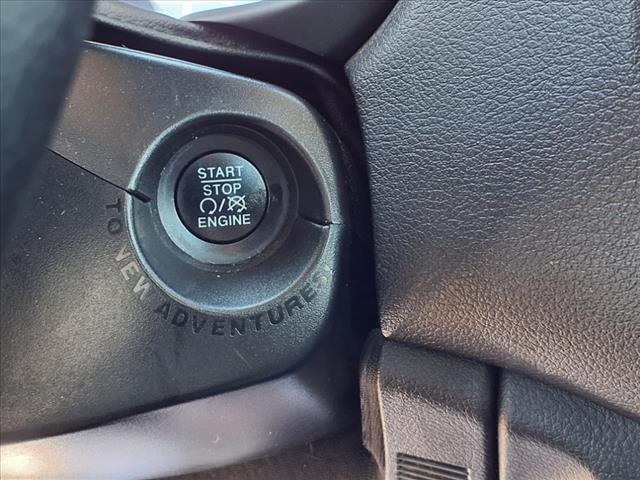 START
STOP
ENGINE
TO NEW ADVENTURES